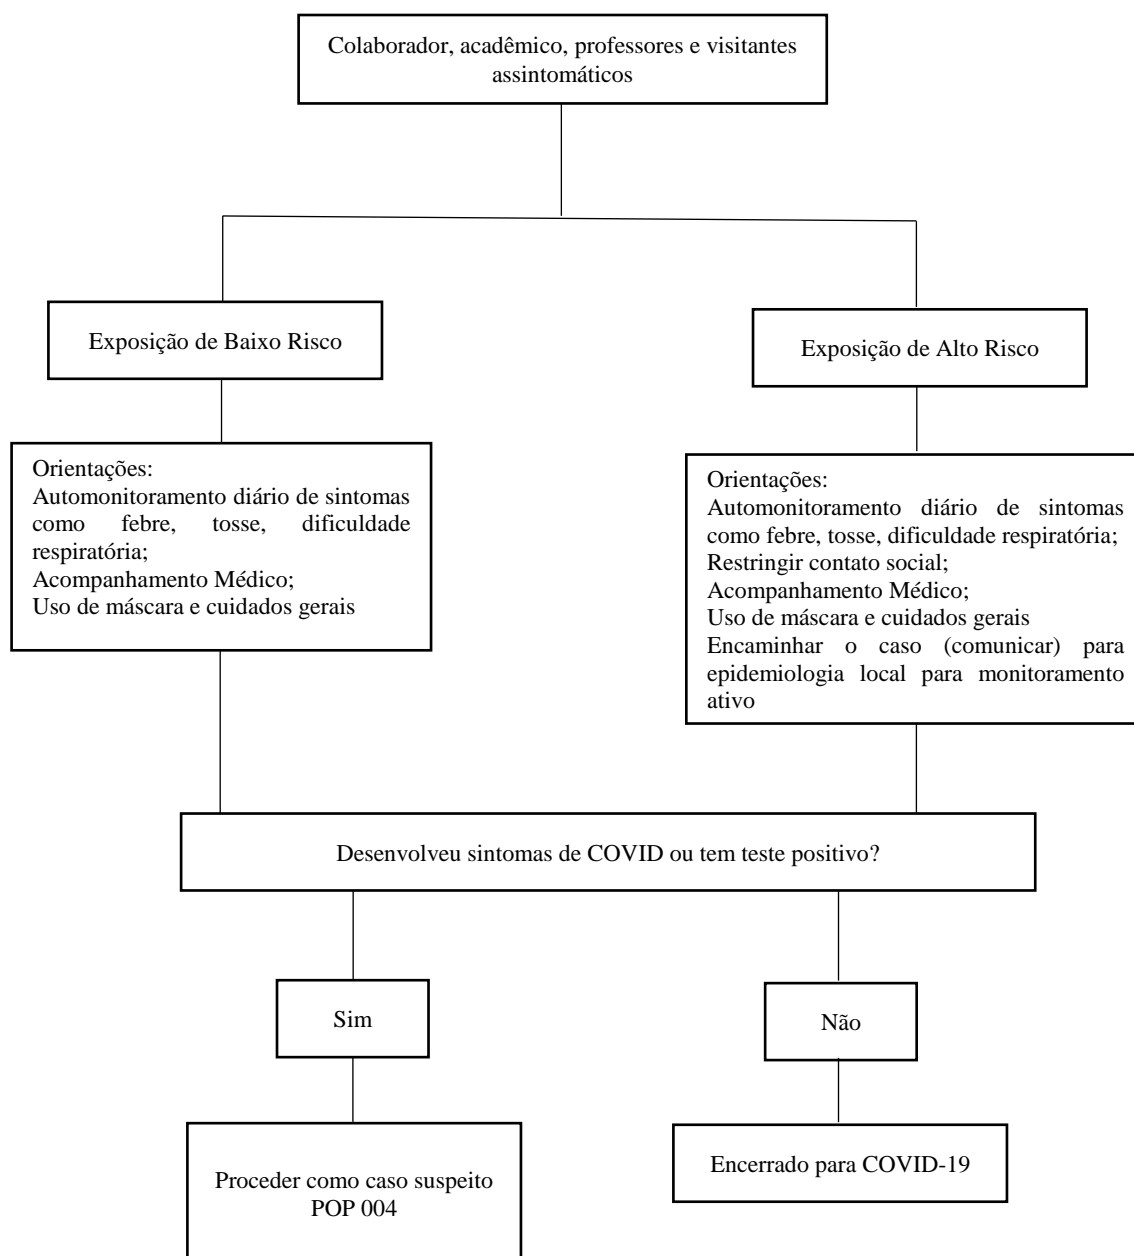 Colaborador, acadêmico, professores e visitantes
assintomáticos
Exposição de Baixo Risco
Exposição de Alto Risco
Orientações:
Automonitoramento diário de sintomas
como febre, tosse, dificuldade
respiratória;
Acompanhamento Médico;
Uso de máscara e cuidados gerais
Orientações:
Automonitoramento diário de sintomas
como febre, tosse, dificuldade respiratória;
Restringir contato social;
Acompanhamento Médico;
Uso de máscara e cuidados gerais
Encaminhar o caso (comunicar) para
epidemiologia local para monitoramento
ativo
Desenvolveu sintomas de COVID ou tem teste positivo?
Sim
Não
Proceder como caso suspeito
POP 004
Encerrado para COVID-19